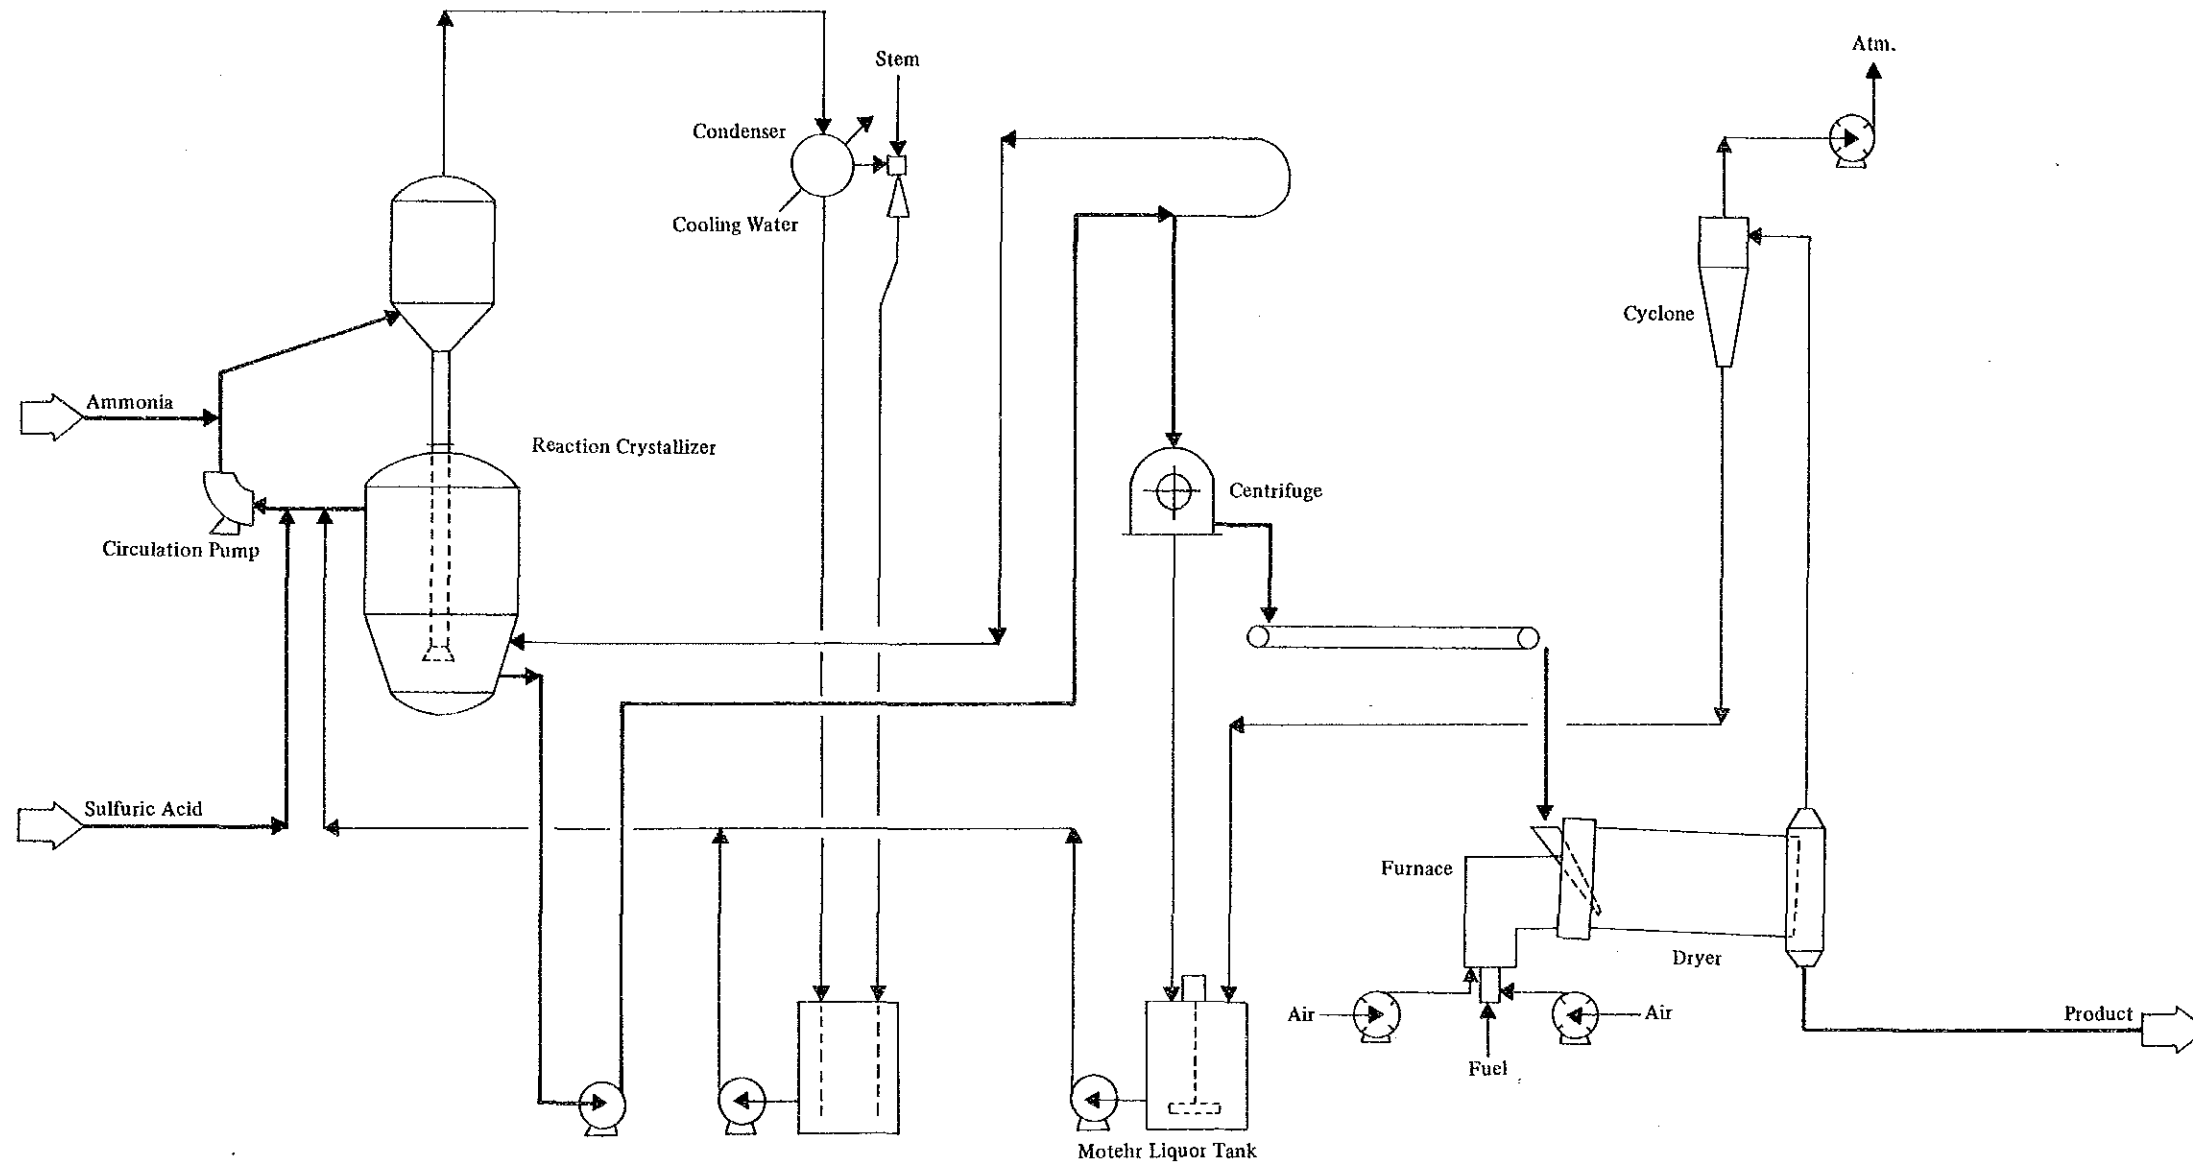 Atm.
Stem
Condenser
Cooling Water
Cyclone
Ammonia
Reaction Crystallizer
Centrifuge
Circulation Pump
Sulfuric Acid
Furnace
Dryer
Air
Air
Product
Fuel
Motehr Liquor Tank